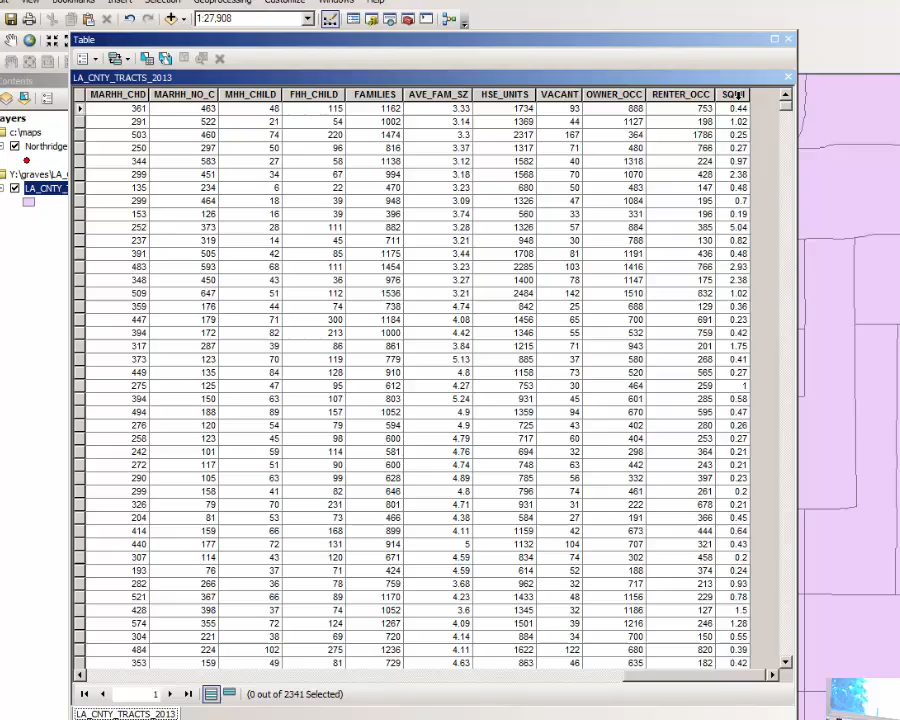 Bookmarks Insert Selection Geoprocessing Customize Windows Help
1:27,908
Table
Contents
LA_CNTY_TRACTS_2013
MARHH_CHD MARHH_NO_C MHH_CHILD FHH_CHILD FAMILIES AVE_FAM_SZ HSE_UNITS VACANT OWNER_OCC RENTER_OCC
361 463 48 115 1162 3.33 1734 93 888 753 0.44
291 522 21 54 1002 3.14 1369 44 1127 198 1.02
503 460 74 220 1474 3.3 2317 167 364 1786 0.25
250 297 50 96 816 3.37 1317 71 480 766 0.27
344 583 27 58 1138 3.12 1582 40 1318 224 0.97
299 451 34 67 994 3.18 1568 70 1070 428 2.38
135 234 6 22 470 3.23 680 50 483 147 0.48
299 464 18 39 948 3.09 1326 47 1084 195 0.7
153 126 16 39 396 3.74 560 33 331 196 0.19
252 373 28 111 882 3.28 1326 57 884 385 5.04
237 319 14 45 711 3.21 948 30 788 130 0.82
391 505 42 85 1175 3.44 1708 81 1191 436 0.48
483 593 68 111 1454 3.23 2285 103 1416 766 2.93
348 450 43 36 976 3.27 1400 78 1147 175 2.38
509 647 51 112 1536 3.21 2484 142 1510 832 1.02
359 176 44 74 738 4.74 842 25 688 129 0.36
447 179 71 300 1184 4.08 1456 65 700 691 0.23
394 172 82 213 1000 4.42 1346 55 532 759 0.42
317 287 39 86 861 3.84 1215 71 943 201 1.75
373 123 70 119 779 5.13 885 37 580 268 0.41
449 135 84 128 910 4.8 1158 73 520 565 0.27
275 125 47 95 612 4.27 753 30 464 259 1
394 150 63 107 803 5.24 931 45 601 285 0.58
494 188 89 157 1052 4.9 1359 94 670 595 0.47
276 120 54 79 594 4.9 725 43 402 280 0.26
258 123 45 98 600 4.79 717 60 404 253 0.27
242 101 59 114 581 4.76 694 32 298 364 0.21
272 117 51 90 600 4.74 748 63 442 243 0.21
290 105 63 99 628 4.89 785 56 332 397 0.23
299 158 41 82 646 4.8 796 74 461 261 0.2
326 79 70 231 801 4.71 931 31 222 678 0.21
204 81 53 73 466 4.38 584 27 191 366 0.45
414 159 66 168 899 4.11 1159 42 673 444 0.64
440 177 72 131 914 5 1132 104 707 321 0.43
307 114 43 120 671 4.59 834 74 302 458 0.2
193 76 37 71 424 4.59 614 52 188 374 0.24
282 266 36 78 759 3.68 962 32 717 213 0.93
521 367 66 89 1170 4.23 1433 48 1156 229 0.78
428 398 37 74 1052 3.6 1345 32 1186 127 1.5
574 355 72 124 1267 4.09 1501 39 1216 246 1.28
304 221 38 69 720 4.14 884 34 700 150 0.55
484 224 102 275 1236 4.11 1622 122 680 820 0.39
353 159 49 81 729 4.63 863 46 635 182 0.42
ayers
c:\maps
Northridge
Y:\graves\LA_
LA_CNTY_T
1
(0 out of 2341 Selected)
LA_CNTY_TRACTS_2013